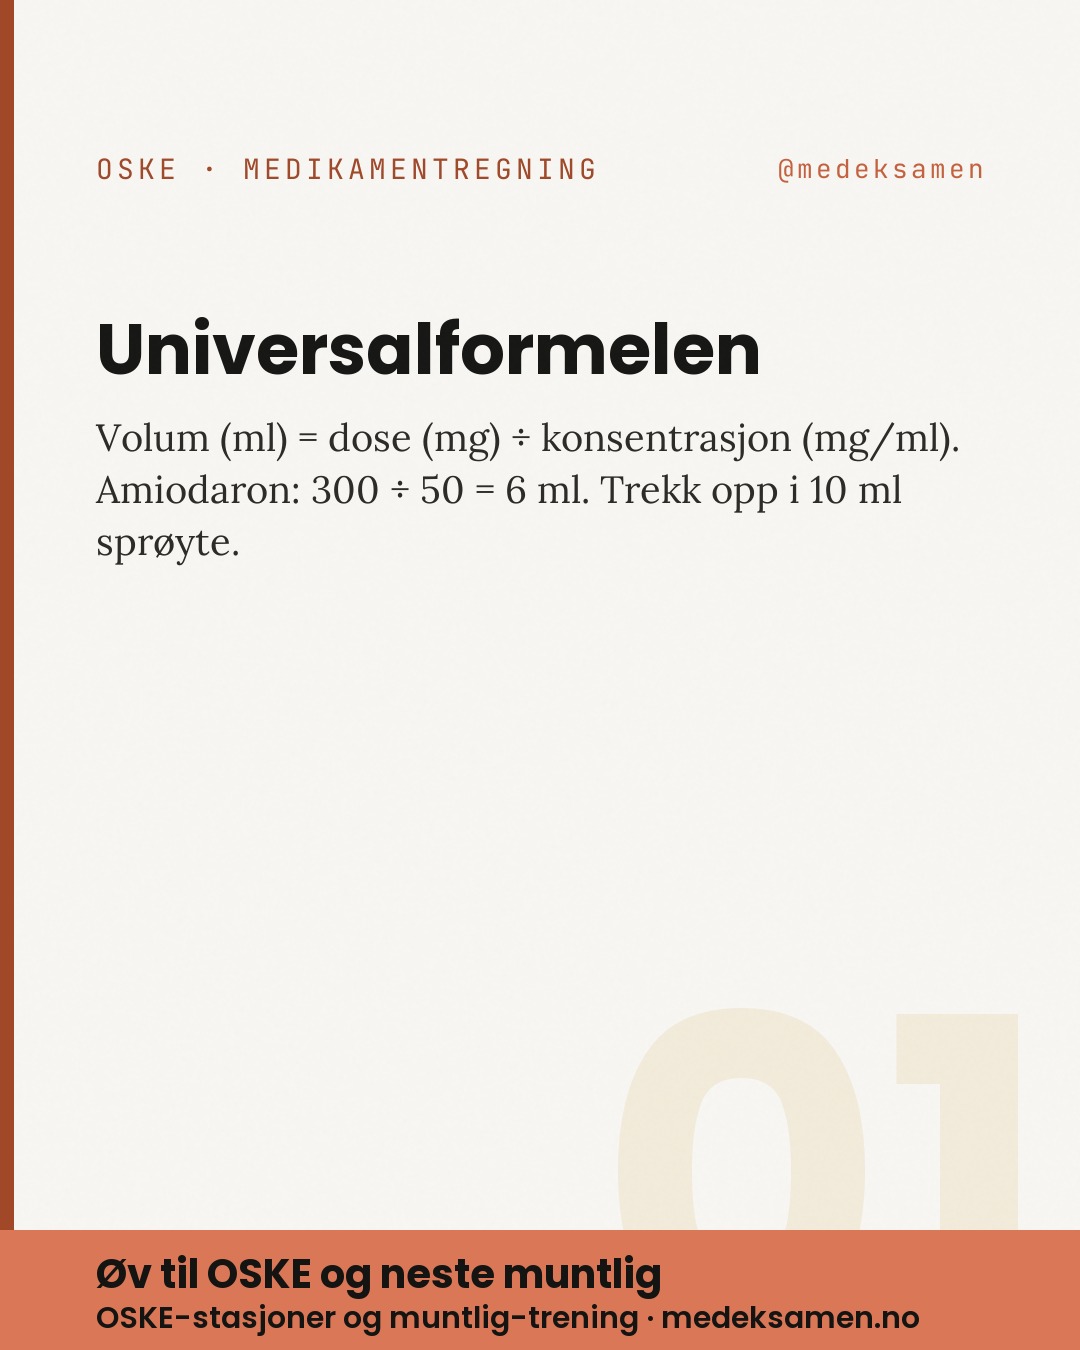 OSKE · MEDIKAMENTREGNING
@medeksamen
Universalformelen
Volum (ml) = dose (mg) ÷ konsentrasjon (mg/ml).
Amiodaron: 300 ÷ 50 = 6 ml. Trekk opp i 10 ml
sprøyte.
01
Øv til OSKE og neste muntlig
OSKE-stasjoner og muntlig-trening · medeksamen.no